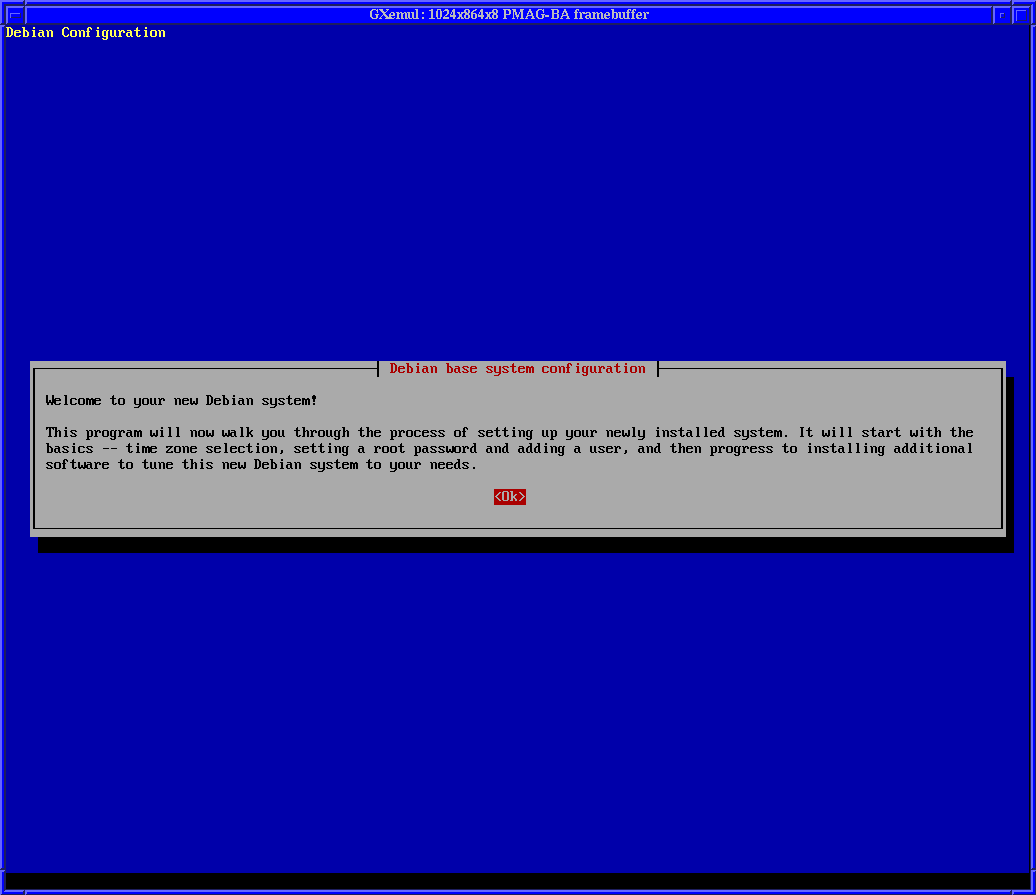 GXemul: 1024x864x8 PMAG-BA framebuffer
Debian Configuration
Debian base system configuration
Welcome to your new Debian system!
This program will now walk you through the process of setting up your newly installed system. It will start with the
basics -- time zone selection, setting a root password and adding a user, and then progress to installing additional
software to tune this new Debian system to your needs.
<Ok>